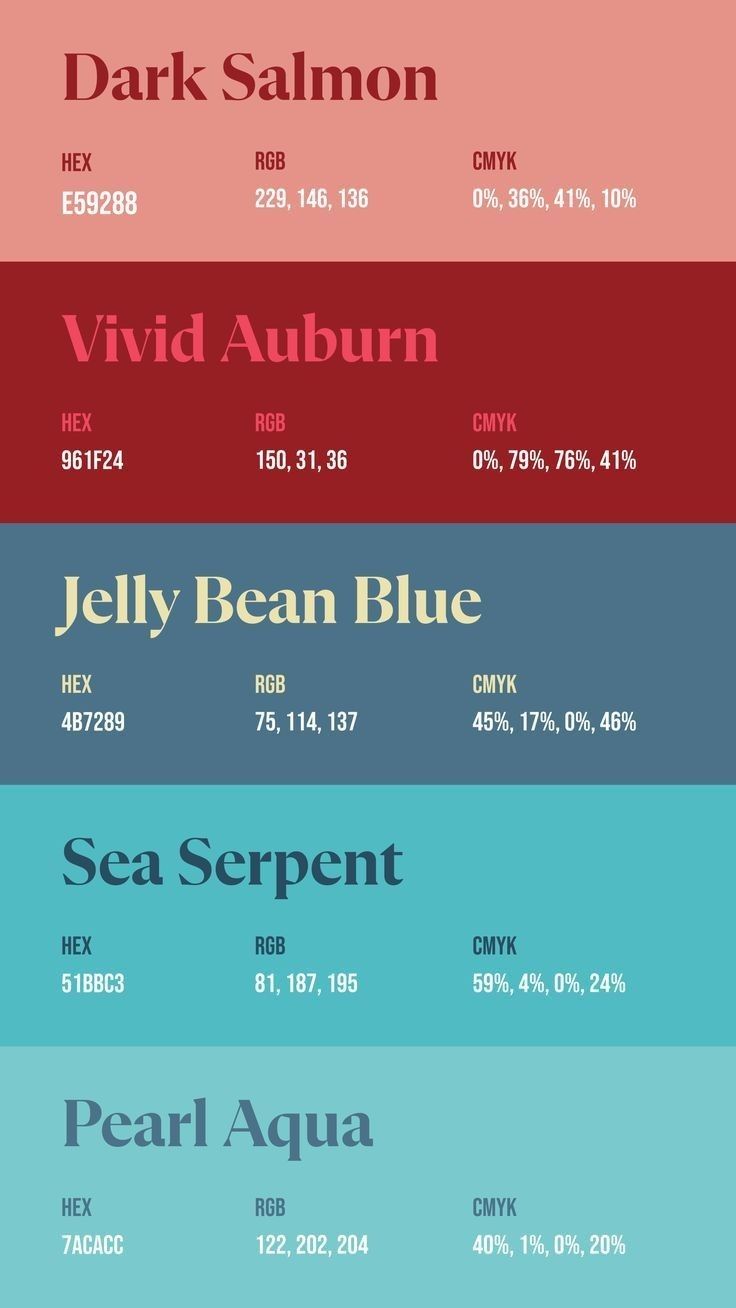 Dark Salmon
HEX RGB CMYK
E59288 229, 146, 136 0%, 36%, 41%, 10%
Vivid Auburn
HEX RGB CMYK
961F24 150, 31, 36 0%, 79%, 76%, 41%
Jelly Bean Blue
HEX RGB CMYK
4B7289 75, 114, 137 45%, 17%, 0%, 46%
Sea Serpent
HEX RGB CMYK
51BBC3 81, 187, 195 59%, 4%, 0%, 24%
Pearl Aqua
HEX RGB CMYK
7ACACC 122, 202, 204 40%, 1%, 0%, 20%